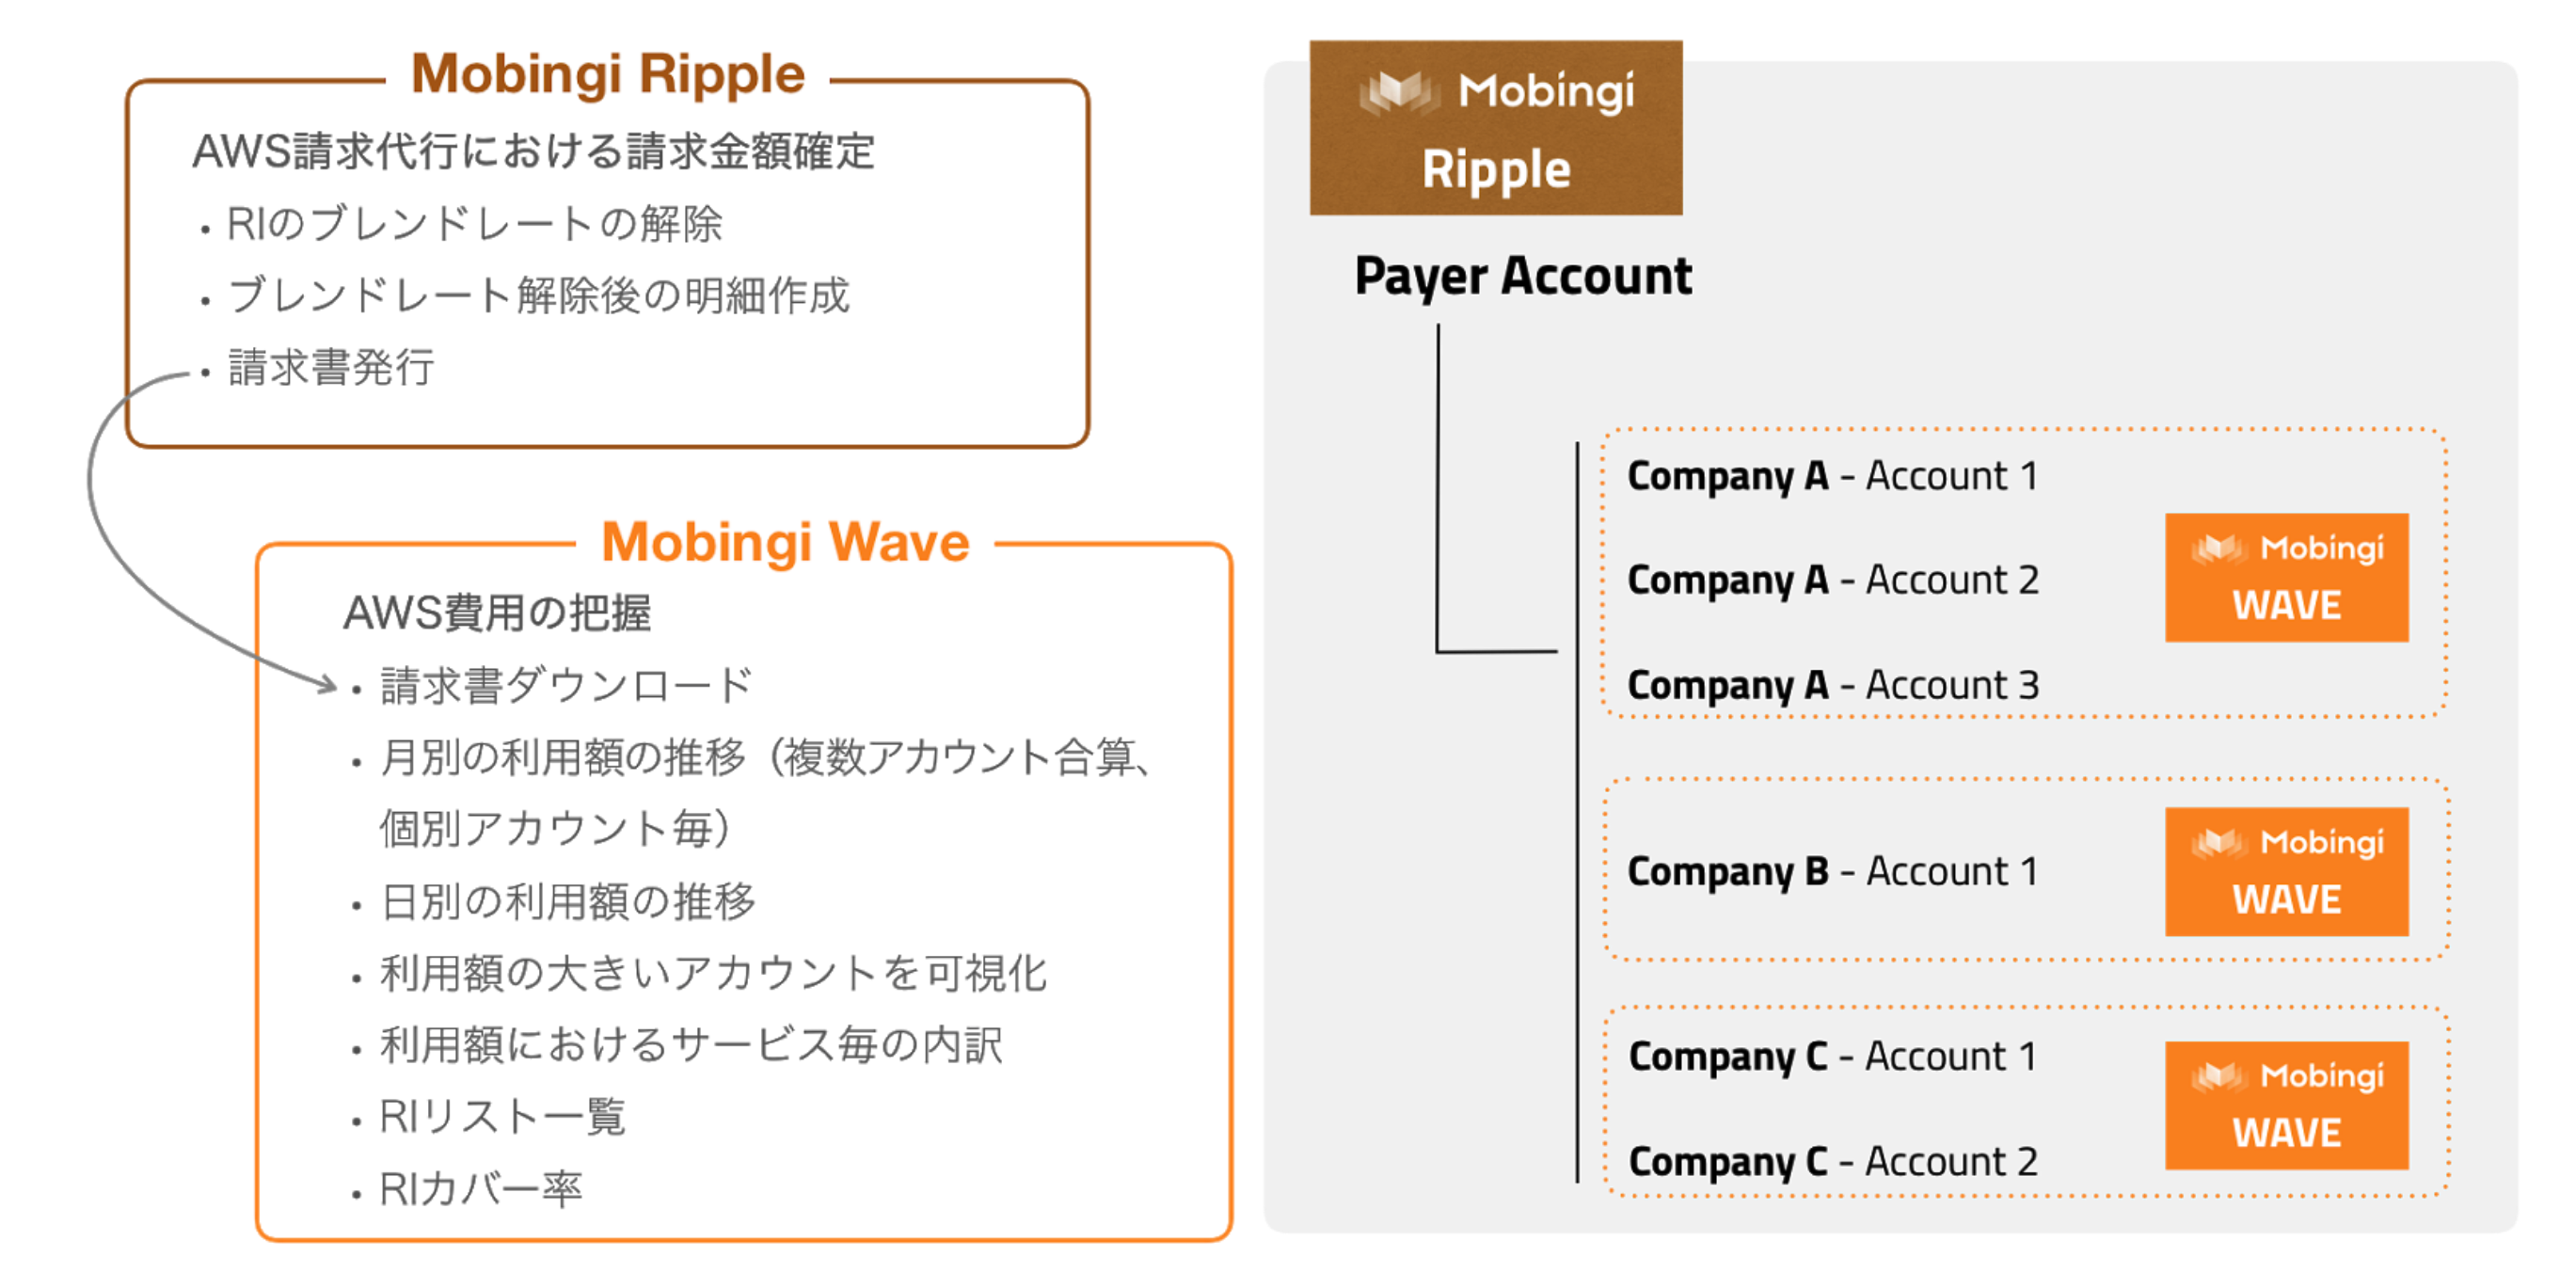 Mobingi Ripple
AWS請求代行における請求金額確定
・RIのブレンドレートの解除
・ブレンドレート解除後の明細作成
・請求書発行
Mobingi Wave
AWS費用の把握
・請求書ダウンロード
・月別の利用額の推移（複数アカウント合算、
個別アカウント毎）
・日別の利用額の推移
・利用額の大きいアカウントを可視化
・利用額におけるサービス毎の内訳
・RIリスト一覧
・RIカバー率
Mobingi
Ripple
Payer Account
Company A - Account 1
Company A - Account 2
Company A - Account 3
Mobingi
WAVE
Company B - Account 1
Mobingi
WAVE
Company C - Account 1
Company C - Account 2
Mobingi
WAVE